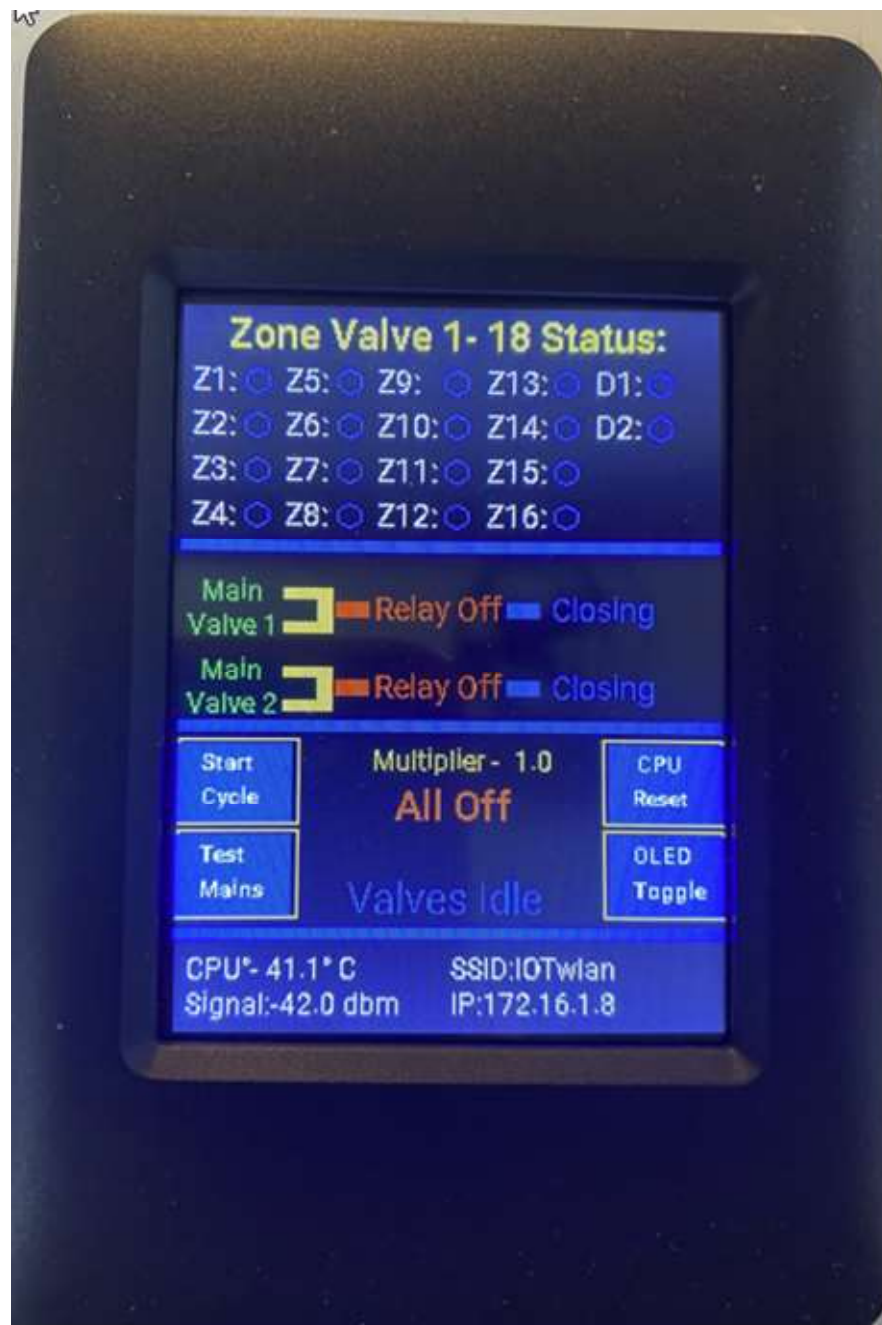 Zone Valve 1- 18 Status:
Z1: Z5: Z9: Z13: D1:
Z2: Z6: Z10: Z14: D2:
Z3: Z7: Z11: Z15:
Z4: Z8: Z12: Z16:
Main
Valve 1
Relay Off
Closing
Main
Valve 2
Relay Off
Closing
Start
Cycle
Multiplier- 1.0
All Off
CPU
Reset
Test
Mains
Valves Idle
OLED
Toggle
CPU°- 41.1° C SSID:IOTwlan
Signal:-42.0 dbm IP:172.16.1.8